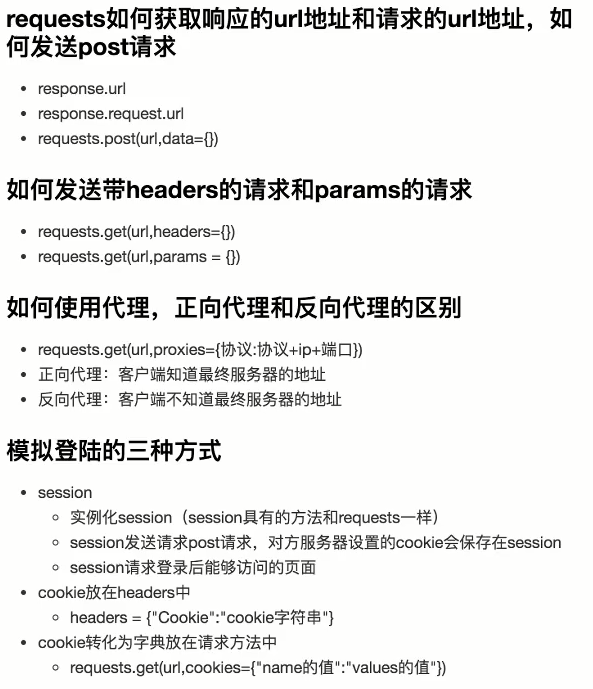 requests如何获取响应的url地址和请求的url地址，如
何发送post请求
• response.url
• response.request.url
• requests.post(url,data={})
如何发送带headers的请求和params的请求
• requests.get(url,headers={})
• requests.get(url,params = {})
如何使用代理，正向代理和反向代理的区别
• requests.get(url,proxies={协议:协议+ip+端口})
• 正向代理：客户端知道最终服务器的地址
• 反向代理：客户端不知道最终服务器的地址
模拟登陆的三种方式
• session
◦ 实例化session（session具有的方法和requests一样）
◦ session发送请求post请求，对方服务器设置的cookie会保存在session
◦ session请求登录后能够访问的页面
• cookie放在headers中
◦ headers = {"Cookie":"cookie字符串"}
• cookie转化为字典放在请求方法中
◦ requests.get(url,cookies={"name的值":"values的值"})